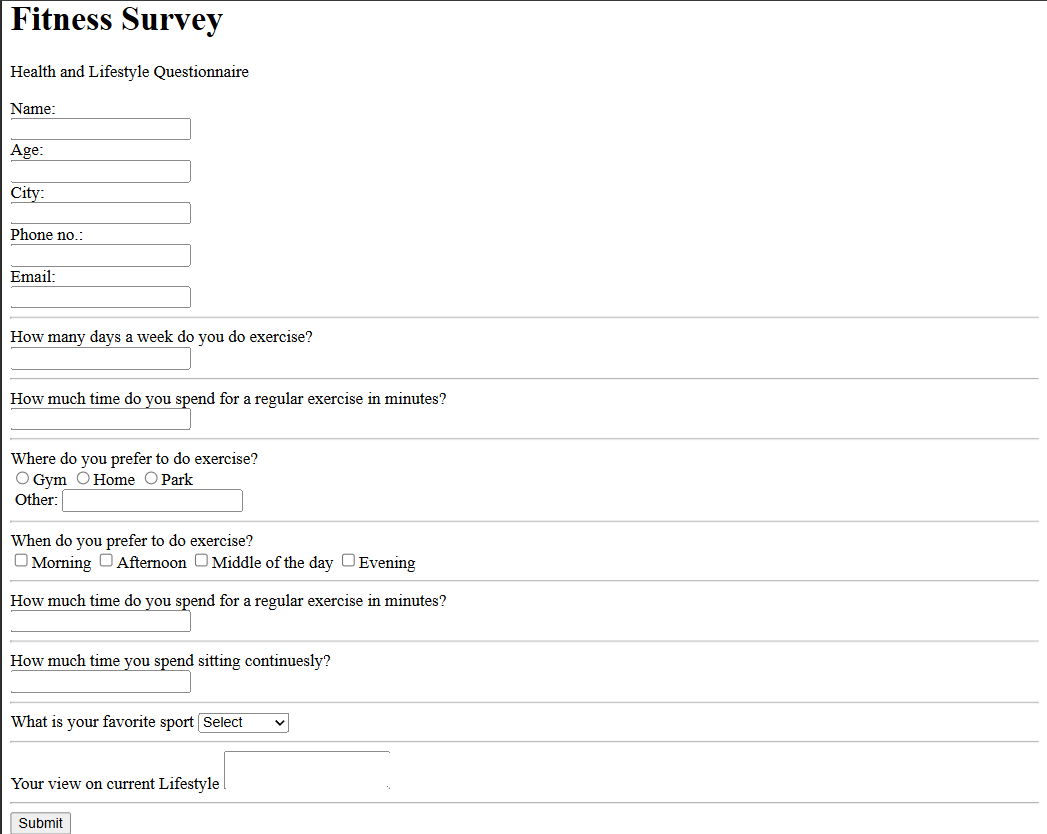 Fitness Survey
Health and Lifestyle Questionnaire
Name:
Age:
City:
Phone no.:
Email:
How many days a week do you do exercise?
How much time do you spend for a regular exercise in minutes?
Where do you prefer to do exercise?
Gym Home Park
Other:
When do you prefer to do exercise?
Morning Afternoon Middle of the day Evening
How much time do you spend for a regular exercise in minutes?
How much time you spend sitting continuesly?
What is your favorite sport Select
Your view on current Lifestyle
Submit